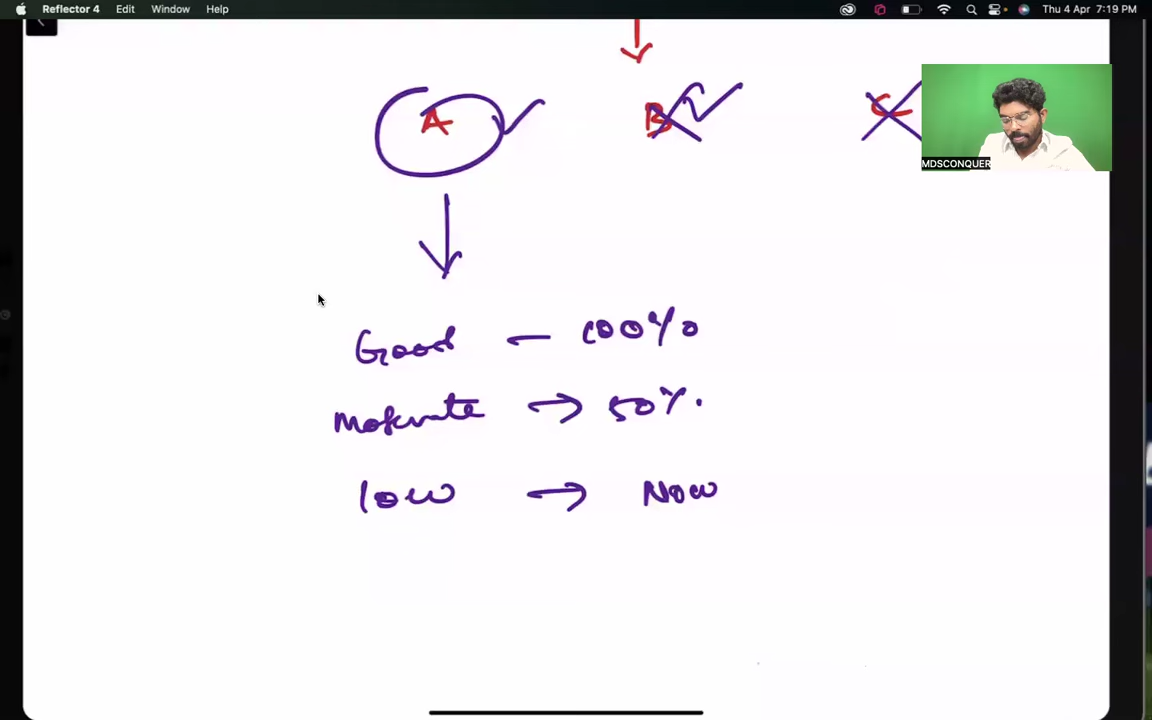 Reflector 4 Edit Window Help Thu 4 Apr 7:19 PM
A B C
MDSCONQUER
Good — 100%
Moderate → 50%.
low → Now